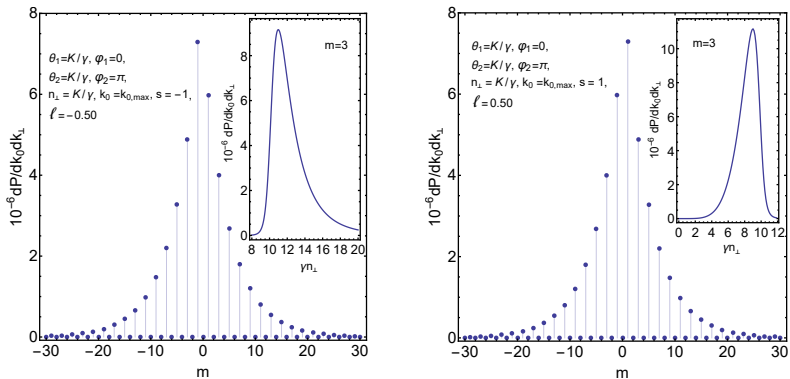 8
6
4
2
0
10⁻⁶dP/dk₀dk⊥
θ₁=K/γ, φ₁=0,
θ₂=K/γ, φ₂=π,
n⊥ = K/γ, k₀ =k₀,max, s = −1,
ℓ=−0.50
−30 −20 −10 0 10 20 30
m
m=3
8
6
4
2
0
10⁻⁶ dP/dk₀dk⊥
8 10 12 14 16 18 20
γn⊥
8
6
4
2
0
10⁻⁶dP/dk₀dk⊥
θ₁=K/γ, φ₁=0,
θ₂=K/γ, φ₂=π,
n⊥ = K/γ, k₀ =k₀,max, s = 1,
ℓ=0.50
−30 −20 −10 0 10 20 30
m
m=3
10
8
6
4
2
0
10⁻⁶ dP/dk₀dk⊥
0 2 4 6 8 10 12
γn⊥